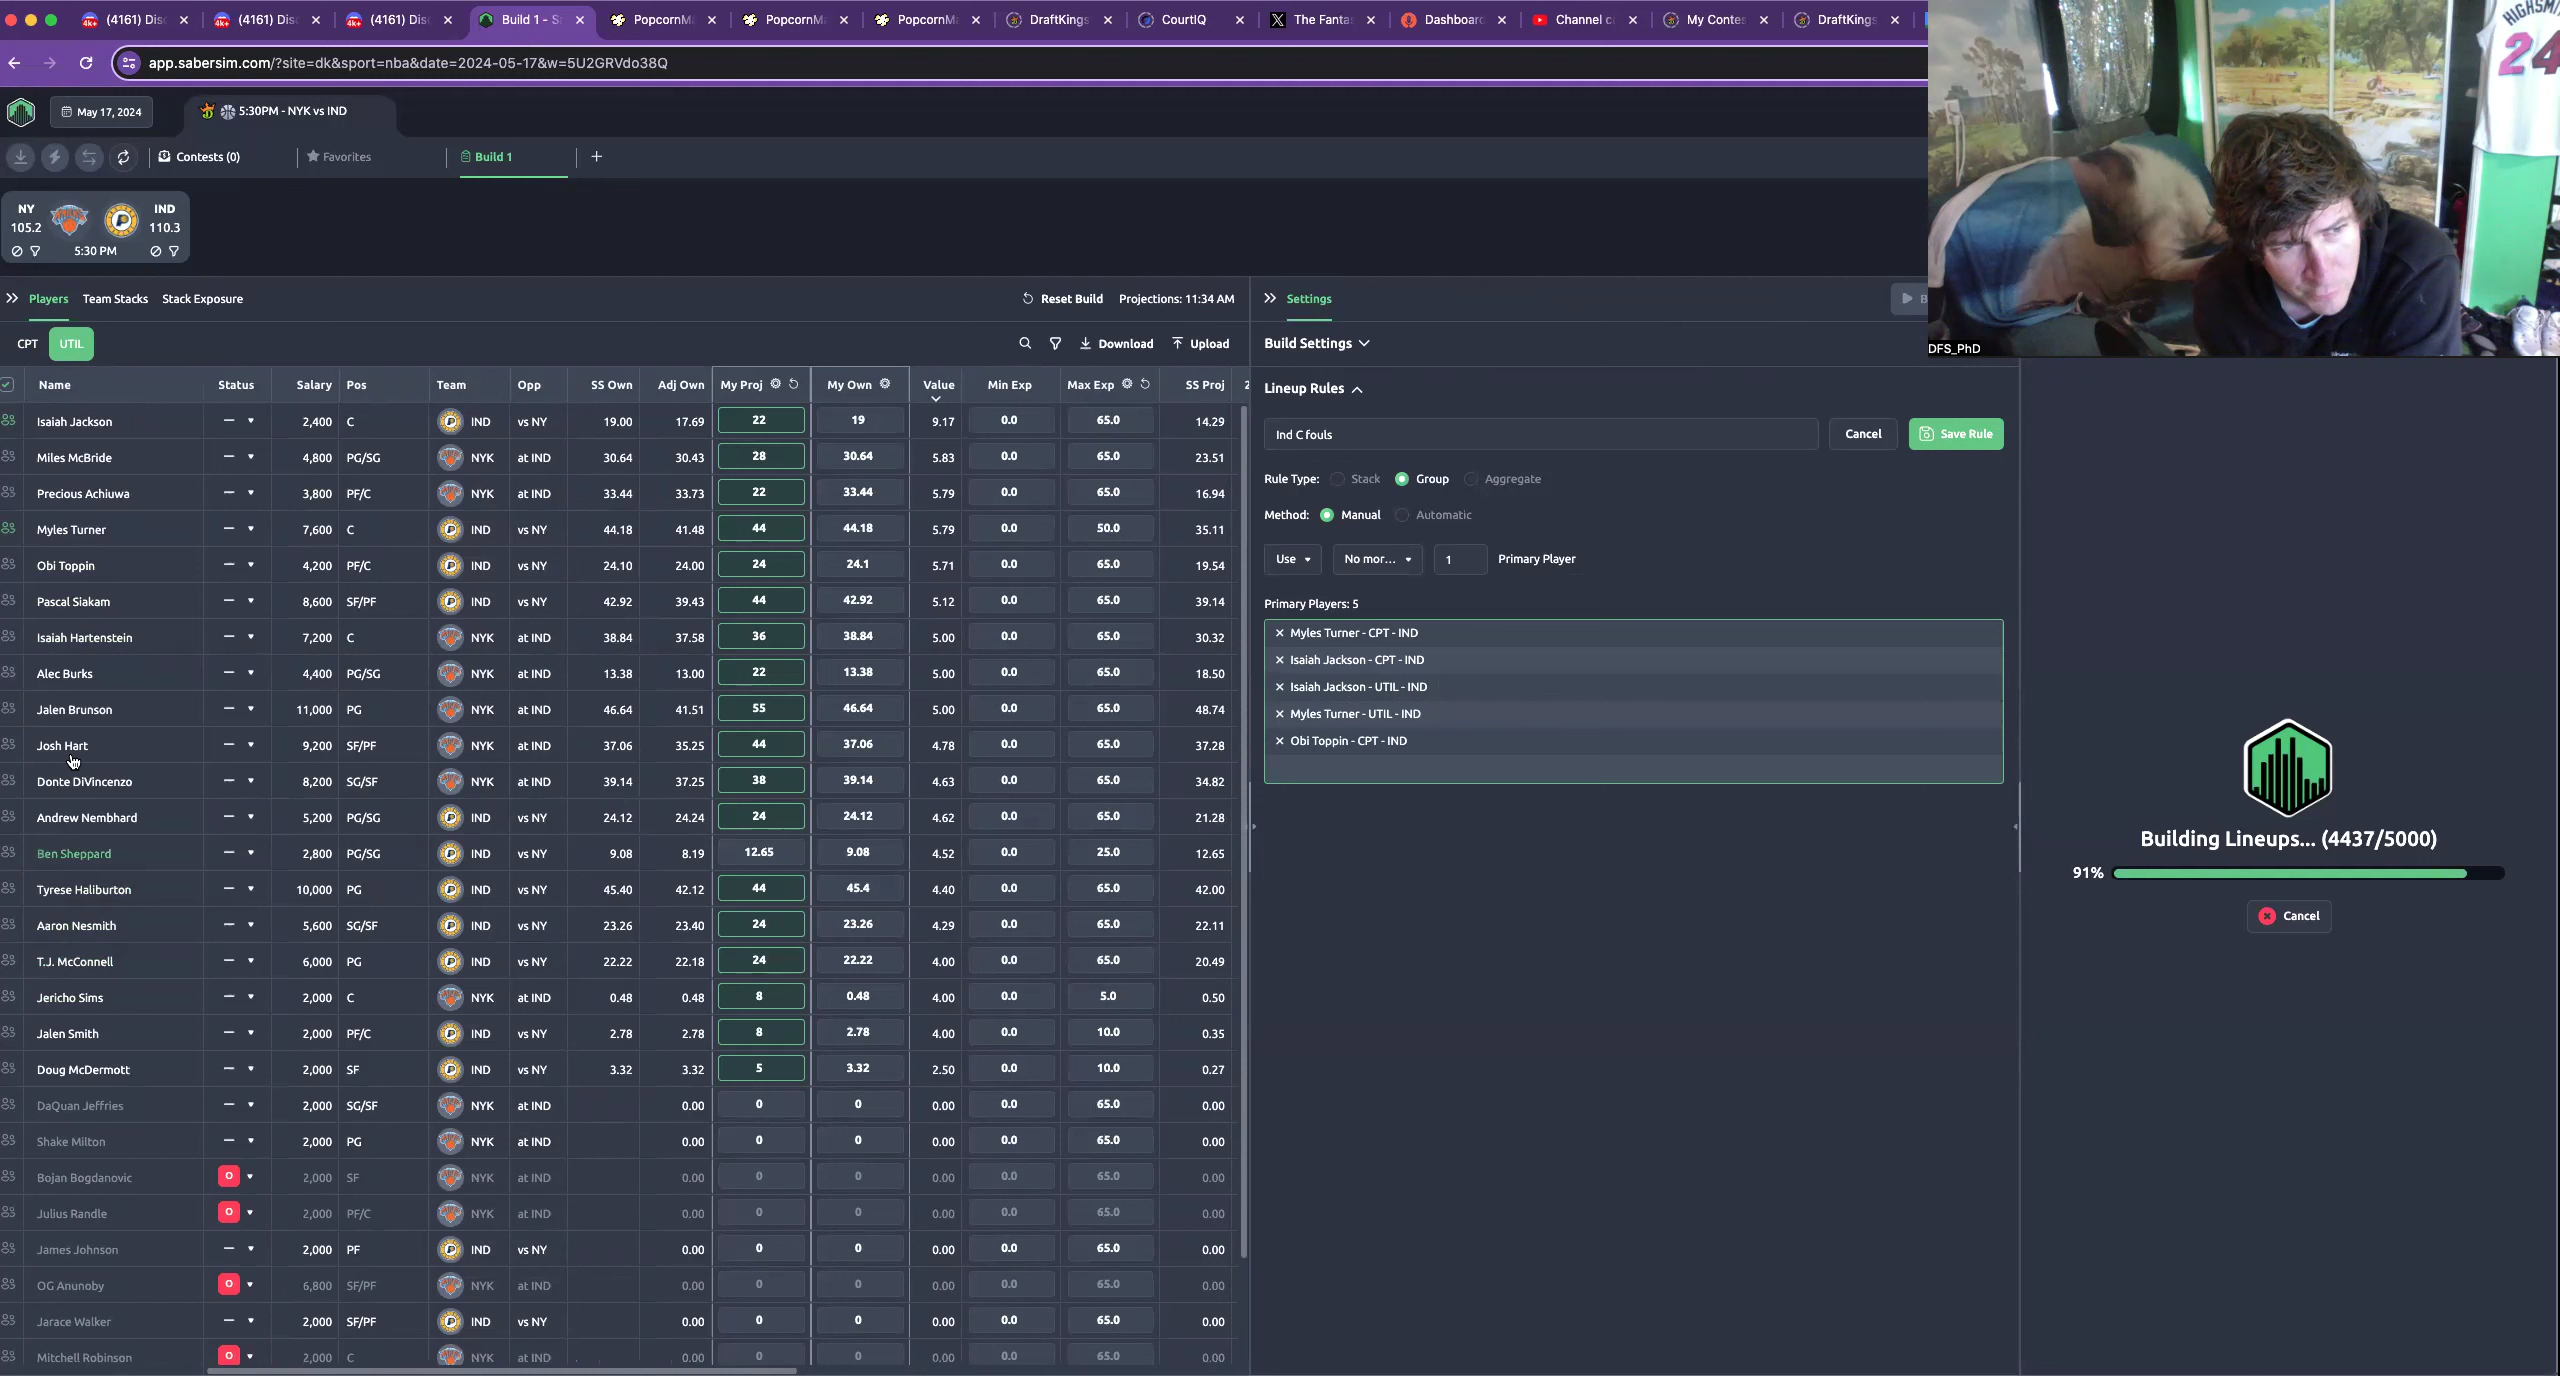 (4161) Disc
(4161) Disc
(4161) Disc
Build 1 - S
PopcornMa
PopcornMa
PopcornMa
DraftKings
CourtIQ
The Fantas
Dashboard
Channel c
My Contes
DraftKings
app.sabersim.com/?site=dk&sport=nba&date=2024-05-17&w=5U2GRVdo38Q
HIGHSMI
24
DFS_PhD
May 17, 2024
5:30PM - NYK vs IND
Contests (0)
Favorites
Build 1
NY IND
105.2 110.3
5:30 PM
Players Team Stacks Stack Exposure Reset Build Projections: 11:34 AM
CPT UTIL Download Upload
Name Status Salary Pos Team Opp SS Own Adj Own My Proj My Own Value Min Exp Max Exp SS Proj 2
Isaiah Jackson — 2,400 C IND vs NY 19.00 17.69 22 19 9.17 0.0 65.0 14.29
Miles McBride — 4,800 PG/SG NYK at IND 30.64 30.43 28 30.64 5.83 0.0 65.0 23.51
Precious Achiuwa — 3,800 PF/C NYK at IND 33.44 33.73 22 33.44 5.79 0.0 65.0 16.94
Myles Turner — 7,600 C IND vs NY 44.18 41.48 44 44.18 5.79 0.0 50.0 35.11
Obi Toppin — 4,200 PF/C IND vs NY 24.10 24.00 24 24.1 5.71 0.0 65.0 19.54
Pascal Siakam — 8,600 SF/PF IND vs NY 42.92 39.43 44 42.92 5.12 0.0 65.0 39.14
Isaiah Hartenstein — 7,200 C NYK at IND 38.84 37.58 36 38.84 5.00 0.0 65.0 30.32
Alec Burks — 4,400 PG/SG NYK at IND 13.38 13.00 22 13.38 5.00 0.0 65.0 18.50
Jalen Brunson — 11,000 PG NYK at IND 46.64 41.51 55 46.64 5.00 0.0 65.0 48.74
Josh Hart — 9,200 SF/PF NYK at IND 37.06 35.25 44 37.06 4.78 0.0 65.0 37.28
Donte DiVincenzo — 8,200 SG/SF NYK at IND 39.14 37.25 38 39.14 4.63 0.0 65.0 34.82
Andrew Nembhard — 5,200 PG/SG IND vs NY 24.12 24.24 24 24.12 4.62 0.0 65.0 21.28
Ben Sheppard — 2,800 PG/SG IND vs NY 9.08 8.19 12.65 9.08 4.52 0.0 25.0 12.65
Tyrese Haliburton — 10,000 PG IND vs NY 45.40 42.12 44 45.4 4.40 0.0 65.0 42.00
Aaron Nesmith — 5,600 SG/SF IND vs NY 23.26 23.40 24 23.26 4.29 0.0 65.0 22.11
T.J. McConnell — 6,000 PG IND vs NY 22.22 22.18 24 22.22 4.00 0.0 65.0 20.49
Jericho Sims — 2,000 C NYK at IND 0.48 0.48 8 0.48 4.00 0.0 5.0 0.50
Jalen Smith — 2,000 PF/C IND vs NY 2.78 2.78 8 2.78 4.00 0.0 10.0 0.35
Doug McDermott — 2,000 SF IND vs NY 3.32 3.32 5 3.32 2.50 0.0 10.0 0.27
DaQuan Jeffries — 2,000 SG/SF NYK at IND 0.00 0 0 0.00 0.0 65.0 0.00
Shake Milton — 2,000 PG NYK at IND 0.00 0 0 0.00 0.0 65.0 0.00
Bojan Bogdanovic O 2,000 SF NYK at IND 0.00 0 0 0.00 0.0 65.0 0.00
Julius Randle O 2,000 PF/C NYK at IND 0.00 0 0 0.00 0.0 65.0 0.00
James Johnson — 2,000 PF IND vs NY 0.00 0 0 0.00 0.0 65.0 0.00
OG Anunoby O 6,800 SF/PF NYK at IND 0.00 0 0 0.00 0.0 65.0 0.00
Jarace Walker — 2,000 SF/PF IND vs NY 0.00 0 0 0.00 0.0 65.0 0.00
Mitchell Robinson O 2,000 C NYK at IND 0.00 0 0 0.00 0.0 65.0 0.00
Settings B
Build Settings
Lineup Rules
Ind C fouls Cancel Save Rule
Rule Type: Stack Group Aggregate
Method: Manual Automatic
Use No mor... 1 Primary Player
Primary Players: 5
Myles Turner - CPT - IND
Isaiah Jackson - CPT - IND
Isaiah Jackson - UTIL - IND
Myles Turner - UTIL - IND
Obi Toppin - CPT - IND
Building Lineups... (4437/5000)
91%
Cancel